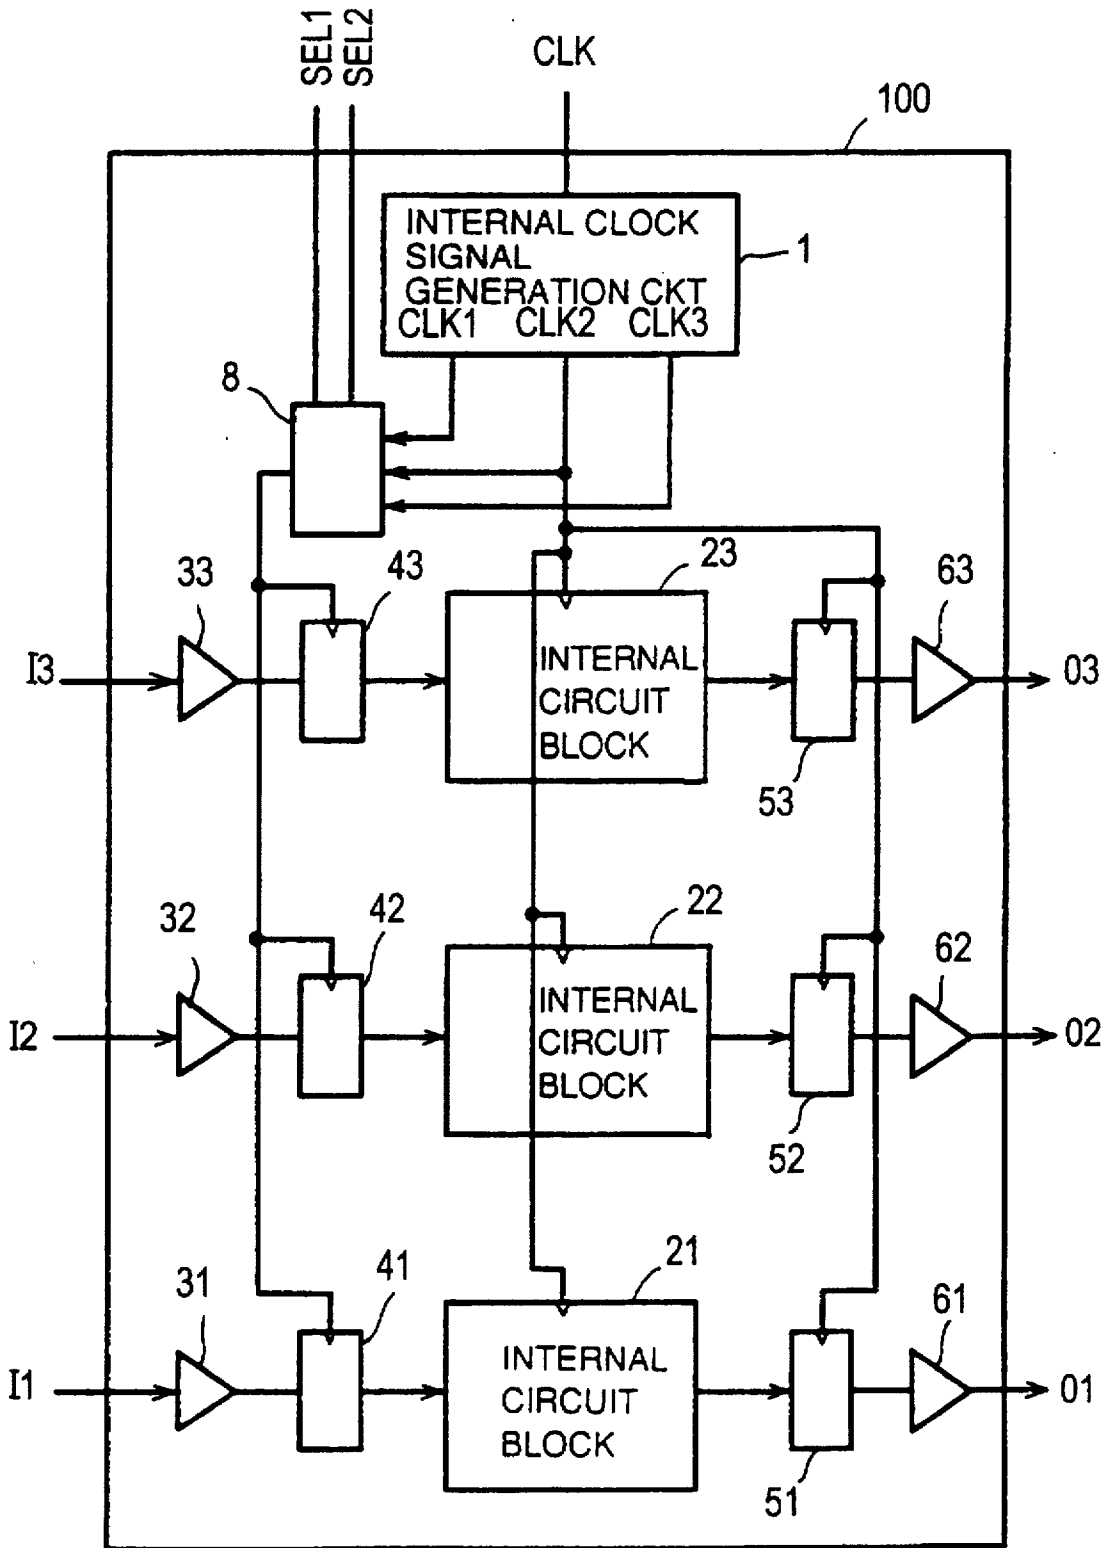 SEL1
SEL2
CLK
100
INTERNAL CLOCK
SIGNAL
GENERATION CKT
CLK1 CLK2 CLK3
1
8
33
43
23
63
I3
INTERNAL
CIRCUIT
BLOCK
03
53
32
42
22
62
I2
INTERNAL
CIRCUIT
BLOCK
02
52
31
41
21
61
I1
INTERNAL
CIRCUIT
BLOCK
01
51